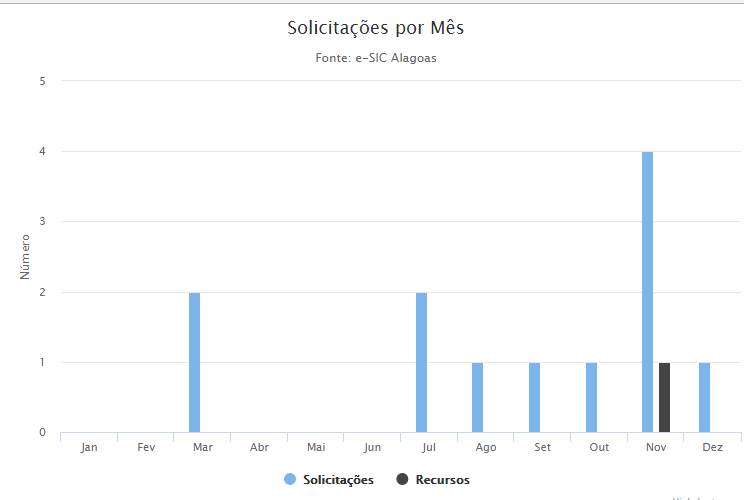 Solicitações por Mês
Fonte: e-SIC Alagoas
Número
5
4
3
2
1
0
Jan Fev Mar Abr Mai Jun Jul Ago Set Out Nov Dez
Solicitações Recursos